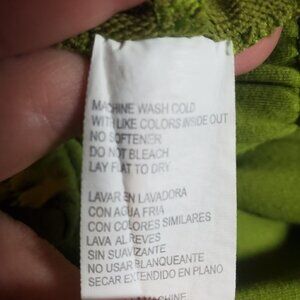 MACHINE WASH COLD
WITH LIKE COLORS INSIDE OUT
NO SOFTENER
DO NOT BLEACH
LAY FLAT TO DRY
LAVAR EN LAVADORA
CON AGUA FRIA
CON COLORES SIMILARES
LAVA AL REVES
SIN SUAVIZANTE
NO USAR BLANQUEANTE
SECAR EXTENDIDO EN PLANO
MACHINE